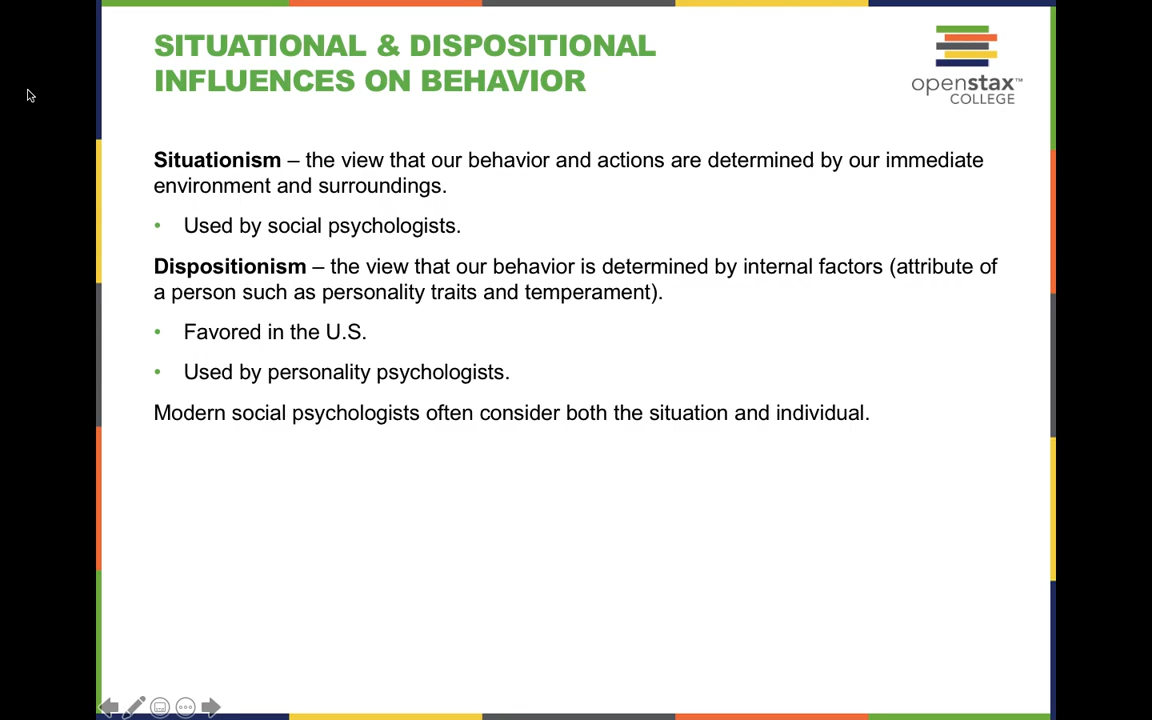 SITUATIONAL & DISPOSITIONAL
INFLUENCES ON BEHAVIOR
openstax™
COLLEGE
Situationism – the view that our behavior and actions are determined by our immediate
environment and surroundings.
• Used by social psychologists.
Dispositionism – the view that our behavior is determined by internal factors (attribute of
a person such as personality traits and temperament).
• Favored in the U.S.
• Used by personality psychologists.
Modern social psychologists often consider both the situation and individual.